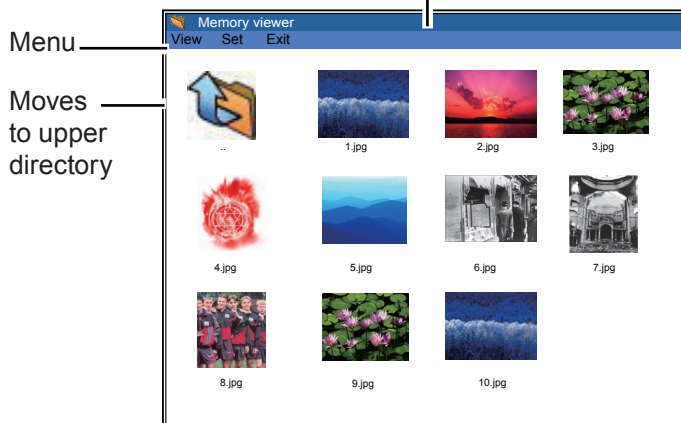 Memory viewer
View Set Exit
Menu
Moves
to upper
directory
.. 1.jpg 2.jpg 3.jpg
4.jpg 5.jpg 6.jpg 7.jpg
8.jpg 9.jpg 10.jpg